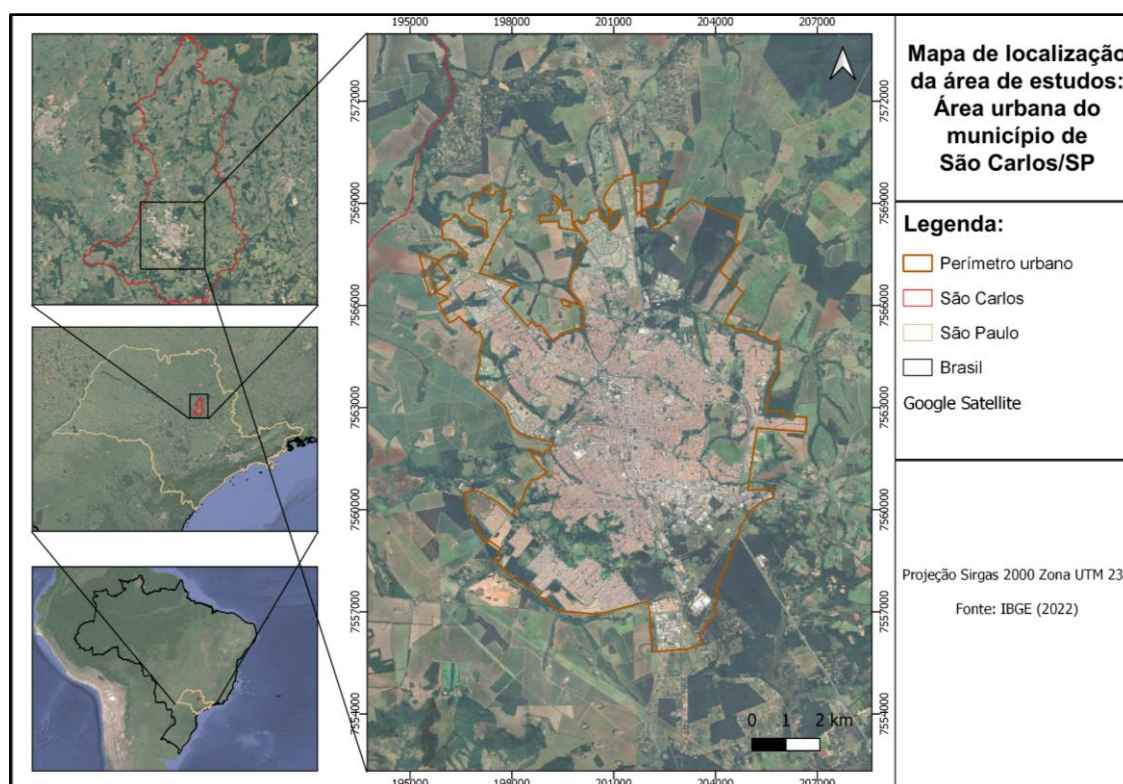 195000 198000 201000 204000 207000
7572000
7569000
7566000
7563000
7560000
7557000
7554000
7572000
7569000
7566000
7563000
7560000
7557000
7554000
0 1 2 km
195000 198000 201000 204000 207000
Mapa de localização
da área de estudos:
Área urbana do
município de
São Carlos/SP
Legenda:
Perímetro urbano
São Carlos
São Paulo
Brasil
Google Satellite
Projeção Sirgas 2000 Zona UTM 23
Fonte: IBGE (2022)